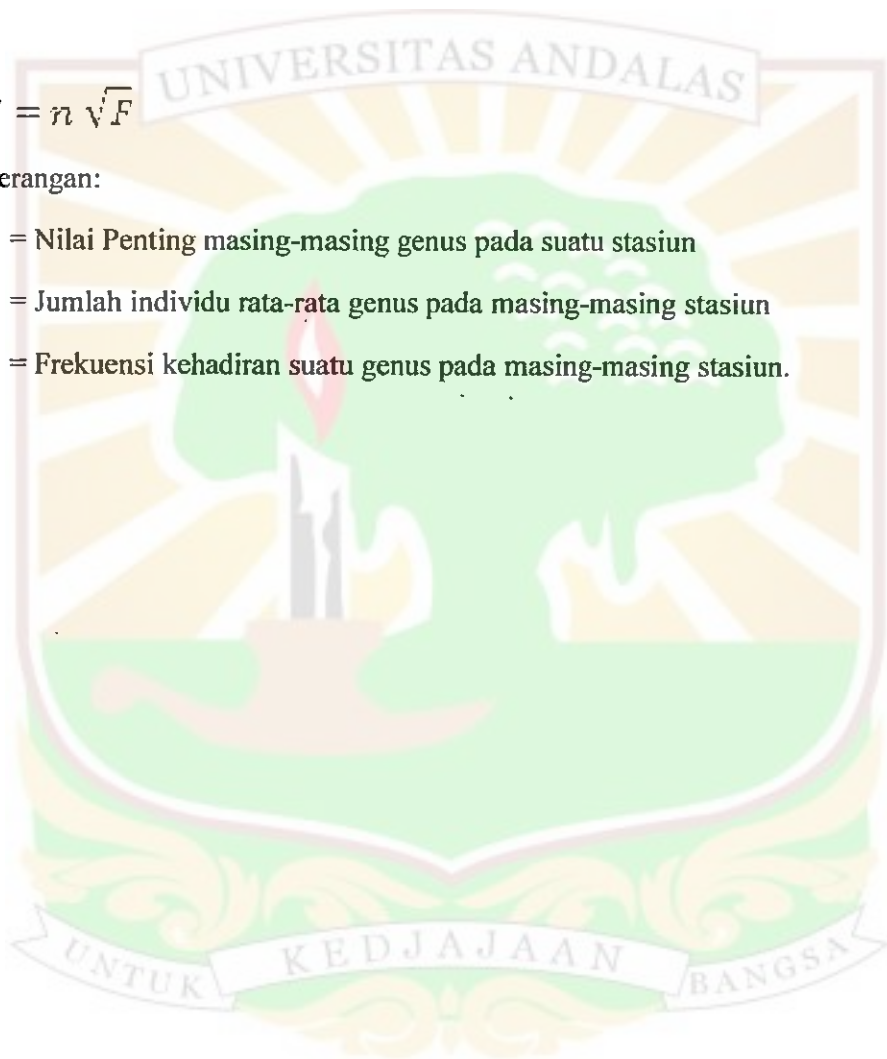 UNIVERSITAS ANDALAS
= n √F
erangan:
= Nilai Penting masing-masing genus pada suatu stasiun
= Jumlah individu rata-rata genus pada masing-masing stasiun
= Frekuensi kehadiran suatu genus pada masing-masing stasiun.
UNTUK KEDJAJAAN BANGSA